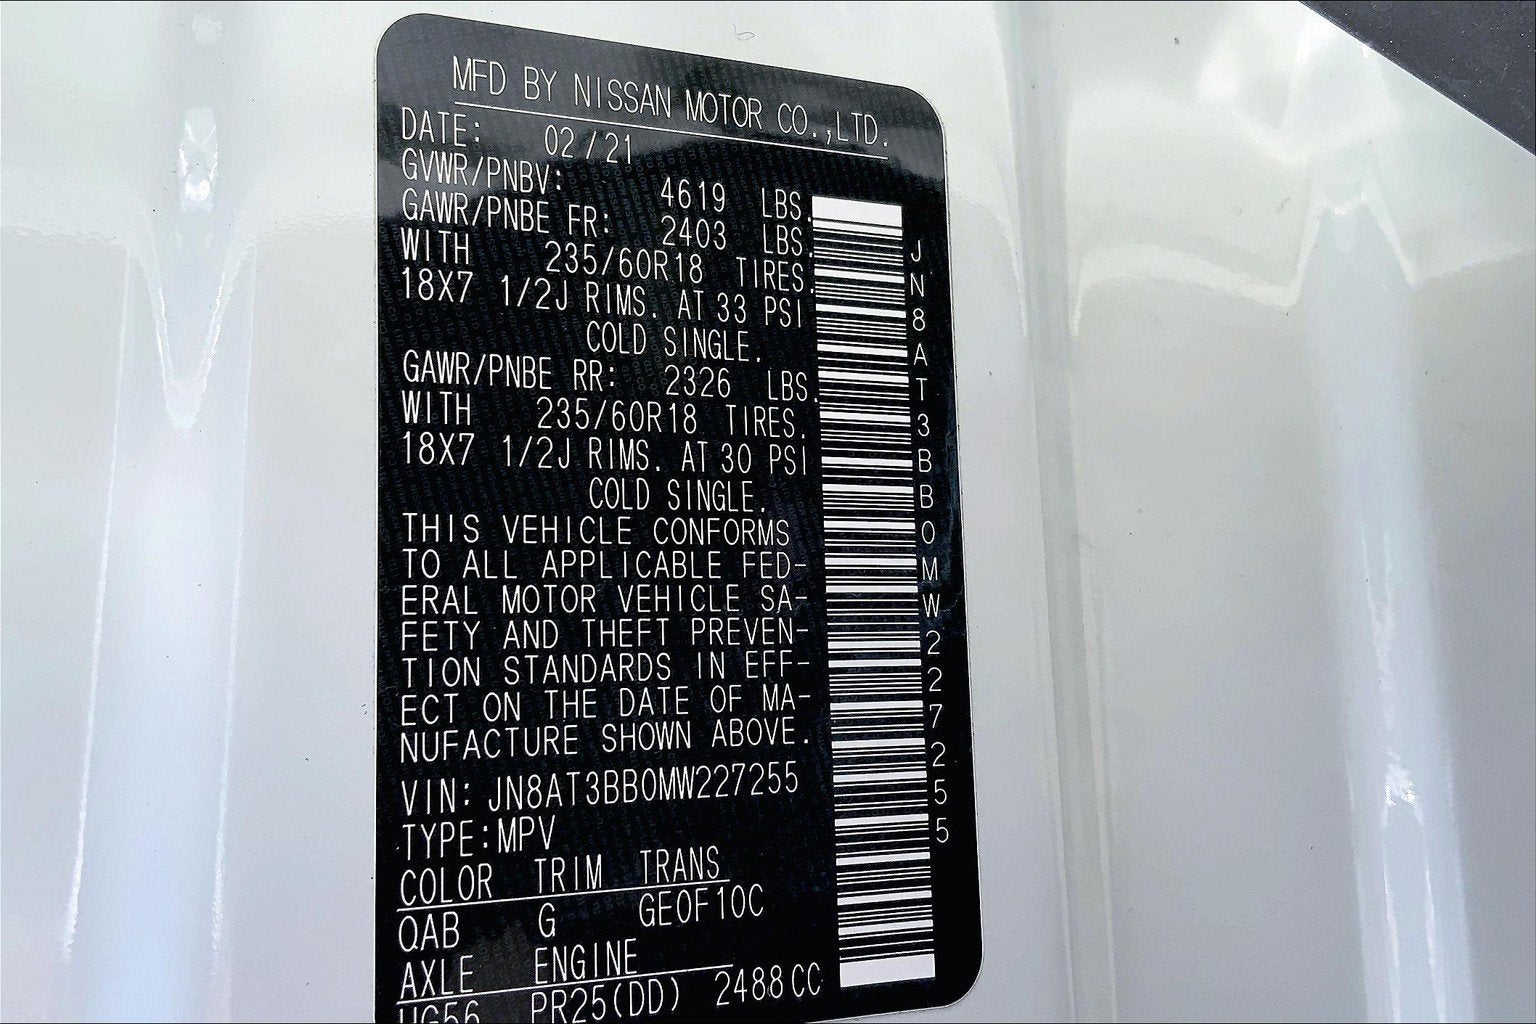 MFD BY NISSAN MOTOR CO.,LTD.
DATE: 02/21
GVWR/PNBV: 4619 LBS.
GAWR/PNBE FR: 2403 LBS.
WITH 235/60R18 TIRES.
18X7 1/2J RIMS. AT 33 PSI
COLD SINGLE.
GAWR/PNBE RR: 2326 LBS.
WITH 235/60R18 TIRES.
18X7 1/2J RIMS. AT 30 PSI
COLD SINGLE.
THIS VEHICLE CONFORMS
TO ALL APPLICABLE FED-
ERAL MOTOR VEHICLE SA-
FETY AND THEFT PREVEN-
TION STANDARDS IN EFF-
ECT ON THE DATE OF MA-
NUFACTURE SHOWN ABOVE.
VIN: JN8AT3BB0MW227255
TYPE:MPV
COLOR TRIM TRANS
QAB G GE0F10C
AXLE ENGINE
UG56 PR25(DD) 2488CC
JN8AT3BB0MW227255